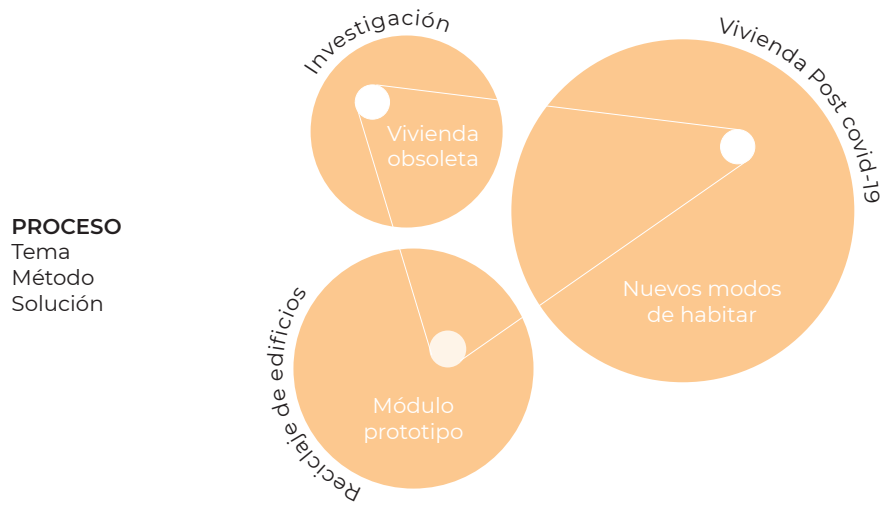 PROCESO
Tema
Método
Solución
Investigación
Vivienda
obsoleta
Vivienda Post covid-19
Nuevos modos
de habitar
Reciclaje de edificios
Módulo
prototipo